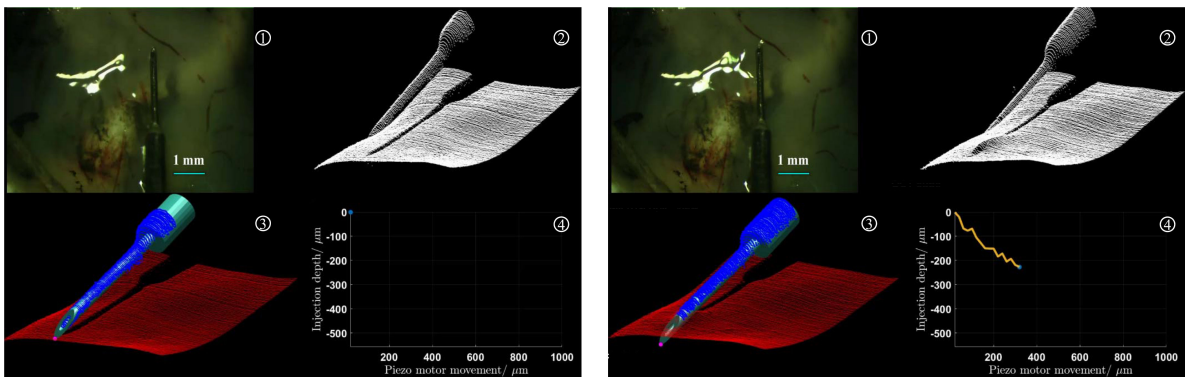 ① ② ① ②
1 mm 1 mm
③ ④ ③ ④
0
-100
-200
-300
-400
-500
Injection depth/ μm
200 400 600 800 1000
Piezo motor movement/ μm
0
-100
-200
-300
-400
-500
Injection depth/ μm
200 400 600 800 1000
Piezo motor movement/ μm